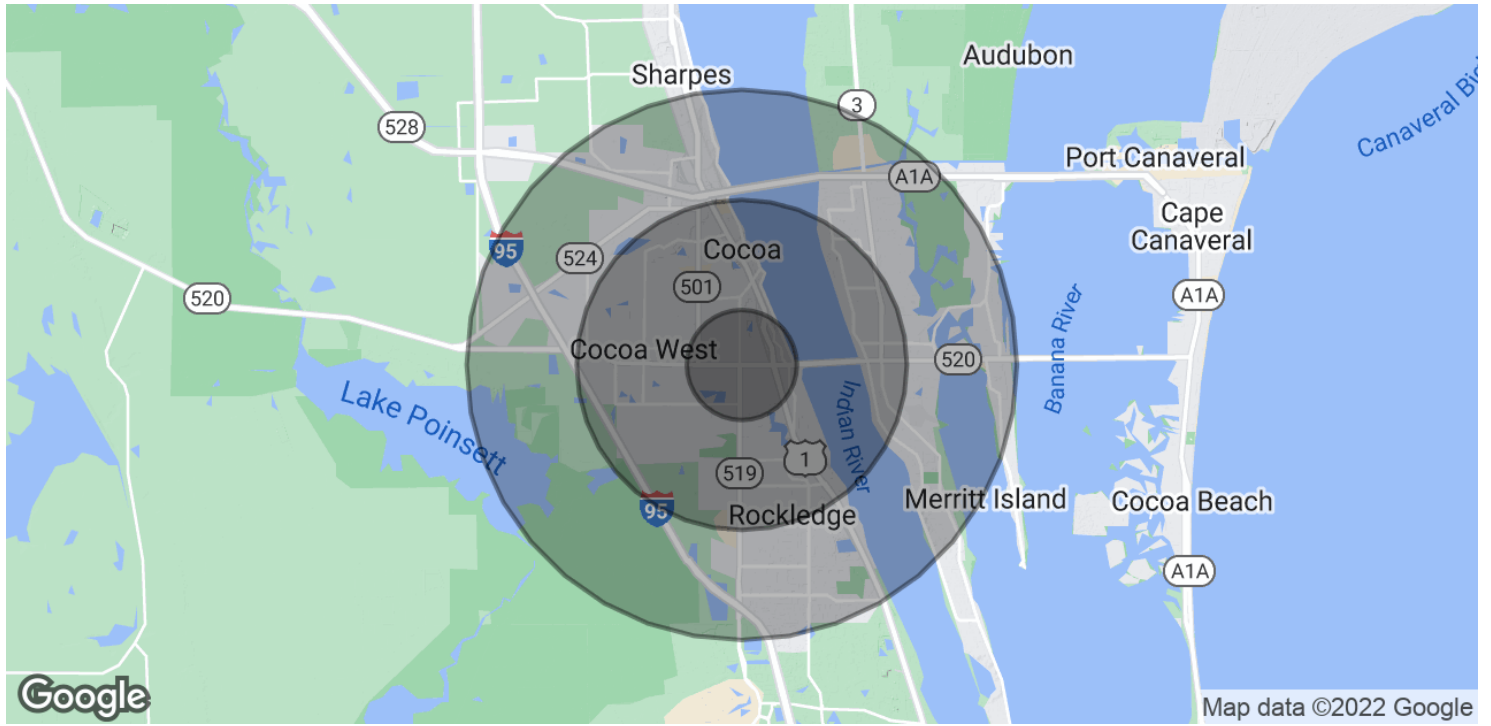 Audubon
Sharpes
3
528
Canaveral Big
Port Canaveral
A1A
Cape
Canaveral
Cocoa
95
524
501
520
A1A
Cocoa West
520
Banana River
Lake Poinsett
Indian River
1
519
95
Rockledge
Merritt Island
Cocoa Beach
A1A
Google
Map data ©2022 Google